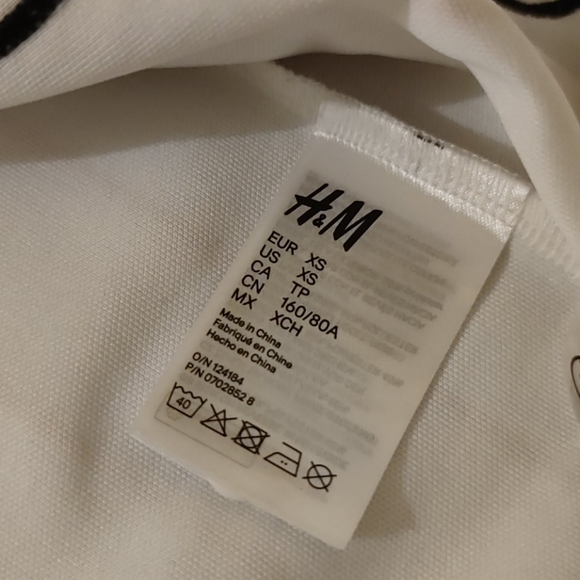 H&M
EUR XS
US XS
CA TP
CN 160/80A
MX XCH
Made in China
Fabriqué en Chine
Hecho en China
O/N 124184
P/N 0702852 8
40